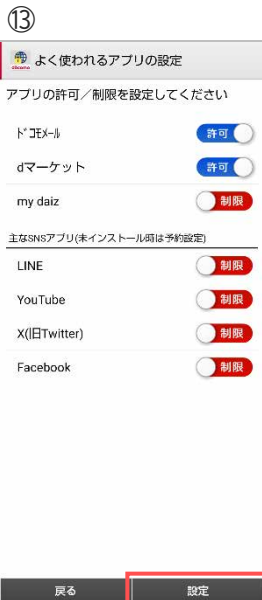 ⑬
docomo よく使われるアプリの設定
アプリの許可／制限を設定してください
ﾄﾞｺﾓﾒｰﾙ 許可
dマーケット 許可
my daiz 制限
主なSNSアプリ(未インストール時は予約設定)
LINE 制限
YouTube 制限
X(旧Twitter) 制限
Facebook 制限
戻る 設定